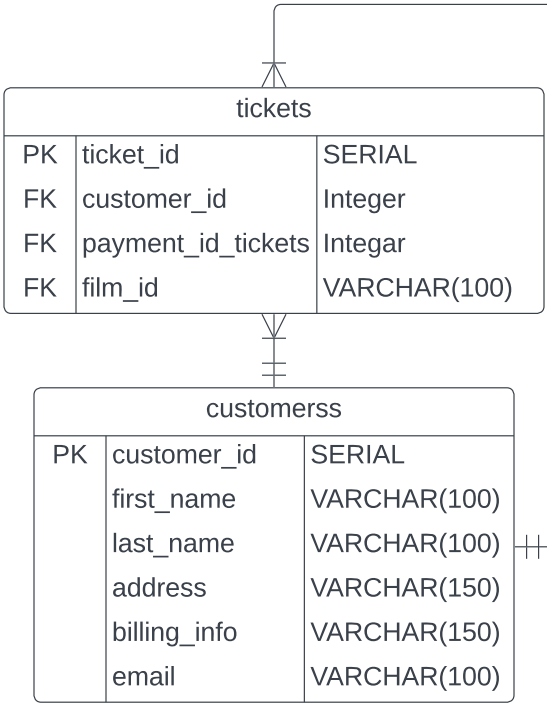 tickets
PK ticket_id SERIAL
FK customer_id Integer
FK payment_id_tickets Integar
FK film_id VARCHAR(100)
customerss
PK customer_id SERIAL
first_name VARCHAR(100)
last_name VARCHAR(100)
address VARCHAR(150)
billing_info VARCHAR(150)
email VARCHAR(100)